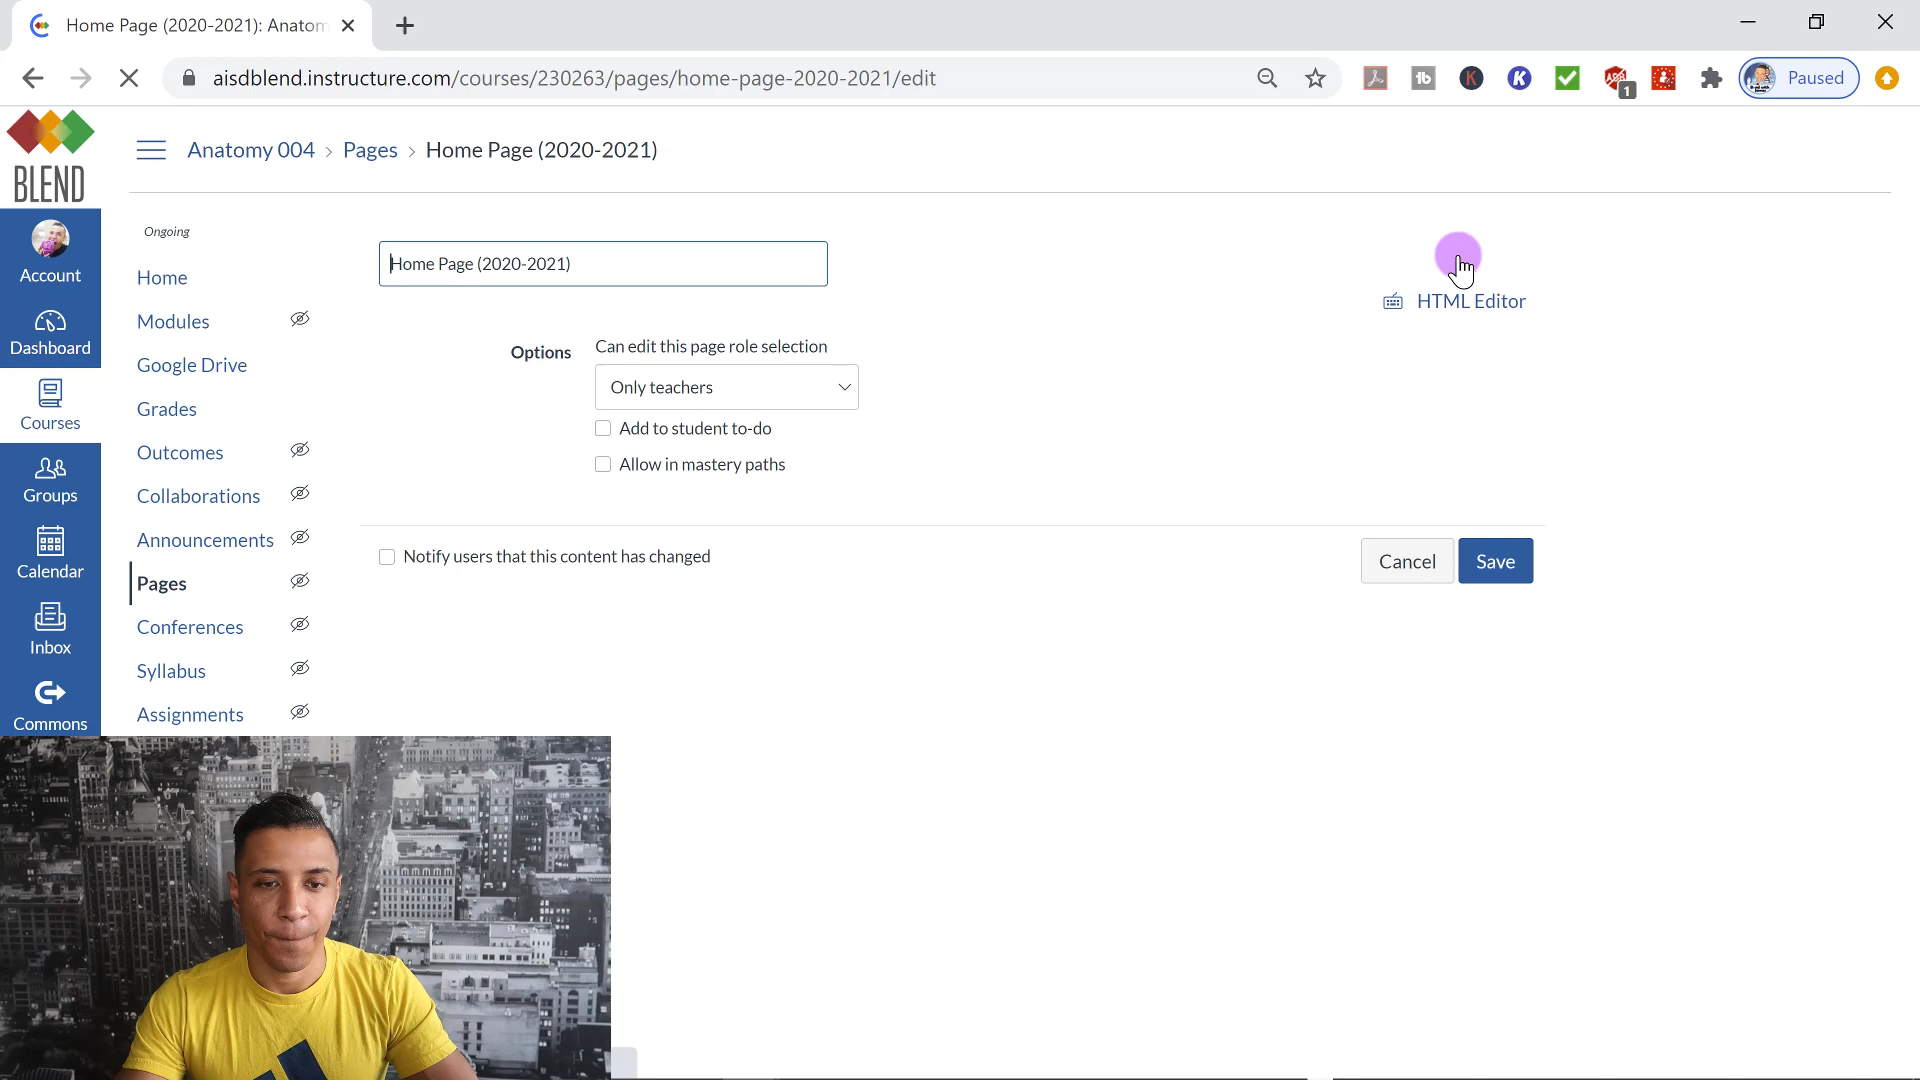 Home Page (2020-2021): Anatom
aisdblend.instructure.com/courses/230263/pages/home-page-2020-2021/edit
1
Paused
BLEND
Anatomy 004 > Pages > Home Page (2020-2021)
Account
Dashboard
Courses
Groups
Calendar
Inbox
Commons
Ongoing
Home
Modules
Google Drive
Grades
Outcomes
Collaborations
Announcements
Pages
Conferences
Syllabus
Assignments
Home Page (2020-2021)
HTML Editor
Options
Can edit this page role selection
Only teachers
Add to student to-do
Allow in mastery paths
Notify users that this content has changed
Cancel
Save